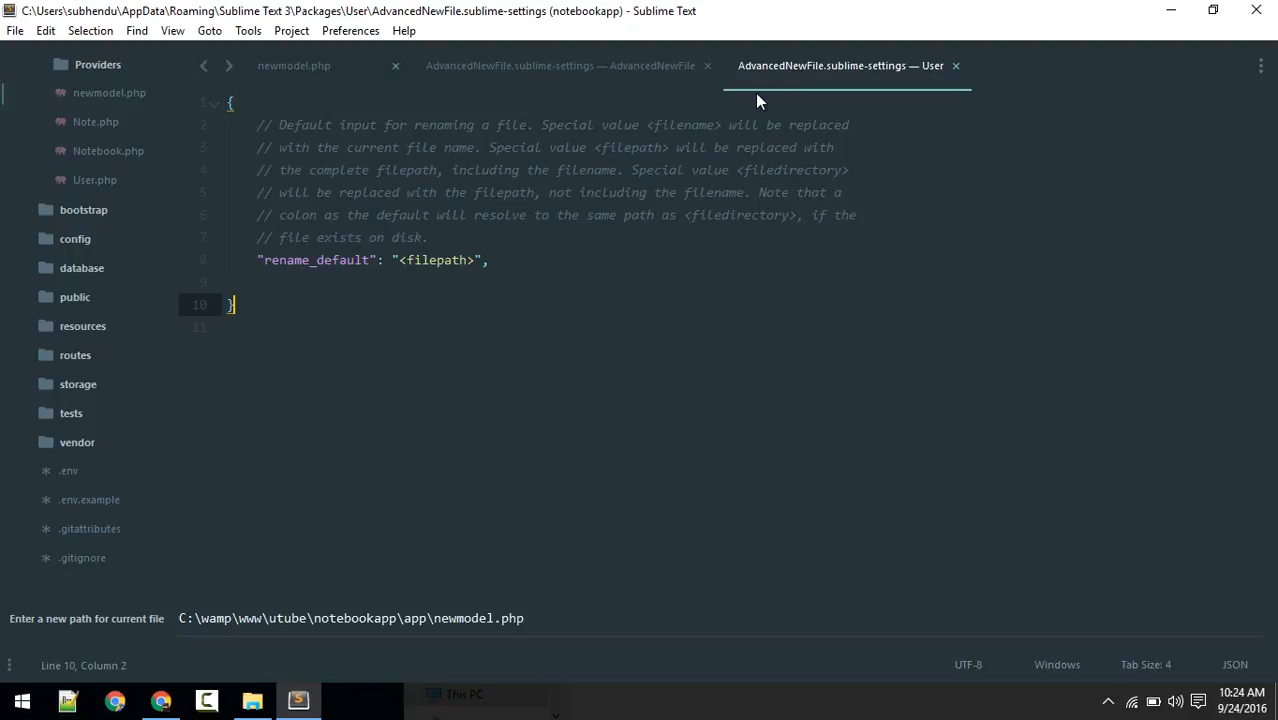 C:\Users\subhendu\AppData\Roaming\Sublime Text 3\Packages\User\AdvancedNewFile.sublime-settings (notebookapp) - Sublime Text
File Edit Selection Find View Goto Tools Project Preferences Help
Providers
newmodel.php
Note.php
Notebook.php
User.php
bootstrap
config
database
public
resources
routes
storage
tests
vendor
.env
.env.example
.gitattributes
.gitignore
newmodel.php
AdvancedNewFile.sublime-settings — AdvancedNewFile
AdvancedNewFile.sublime-settings — User
1 {
2 // Default input for renaming a file. Special value <filename> will be replaced
3 // with the current file name. Special value <filepath> will be replaced with
4 // the complete filepath, including the filename. Special value <filedirectory>
5 // will be replaced with the filepath, not including the filename. Note that a
6 // colon as the default will resolve to the same path as <filedirectory>, if the
7 // file exists on disk.
8 "rename_default": "<filepath>",
9
10 }
11
Enter a new path for current file C:\wamp\www\utube\notebookapp\app\newmodel.php
Line 10, Column 2 UTF-8 Windows Tab Size: 4 JSON
This PC
10:24 AM
9/24/2016